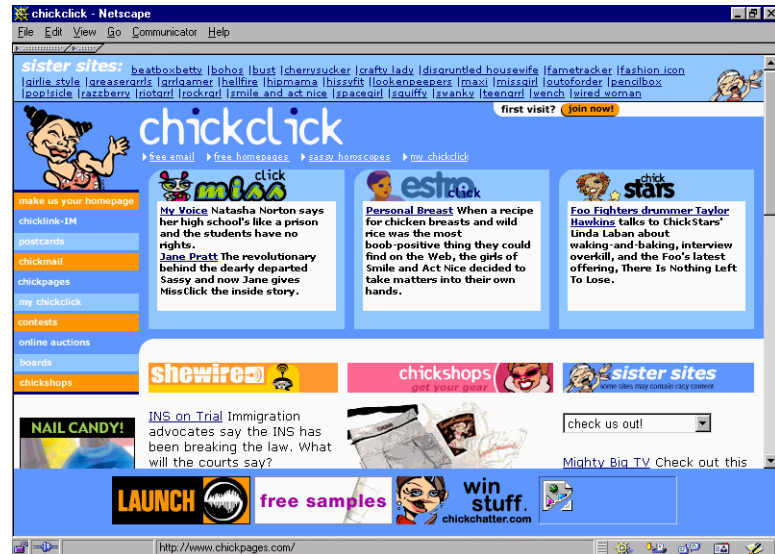 chickclick - Netscape
File Edit View Go Communicator Help
sister sites: beatboxbetty |bohos |bust |cherrysucker |crafty lady |disgruntled housewife |fametracker |fashion icon
|girlie style |greasergrrls |grrlgamer |hellfire |hipmama |hissyfit |lookenpeepers |maxi |missgirl |outoforder |pencilbox
|pop!side |razzberry |riotgrrl |rockrgrl |smile and act nice |spacegirl |squiffy |swanky |teengrrl |wench |wired woman
first visit? join now!
chickclick
free email free homepages sassy horoscopes my chickclick
make us your homepage
chicklink-IM
postcards
chickmail
chickpages
my chickclick
contests
online auctions
boards
chickshops
click
miss
My Voice Natasha Norton says
her high school's like a prison
and the students have no
rights.
Jane Pratt The revolutionary
behind the dearly departed
Sassy and now Jane gives
MissClick the inside story.
estro click
Personal Breast When a recipe
for chicken breasts and wild
rice was the most
boob-positive thing they could
find on the Web, the girls of
Smile and Act Nice decided to
take matters into their own
hands.
chick
stars
Foo Fighters drummer Taylor
Hawkins talks to ChickStars'
Linda Laban about
waking-and-baking, interview
overkill, and the Foo's latest
offering, There Is Nothing Left
To Lose.
shewired
chickshops
get your gear
sister sites
some sites may contain racy content
NAIL CANDY!
INS on Trial Immigration
advocates say the INS has
been breaking the law. What
will the courts say?
check us out!
Mighty Big TV Check out this
LAUNCH
free samples
win
stuff.
chickchatter.com
http://www.chickpages.com/